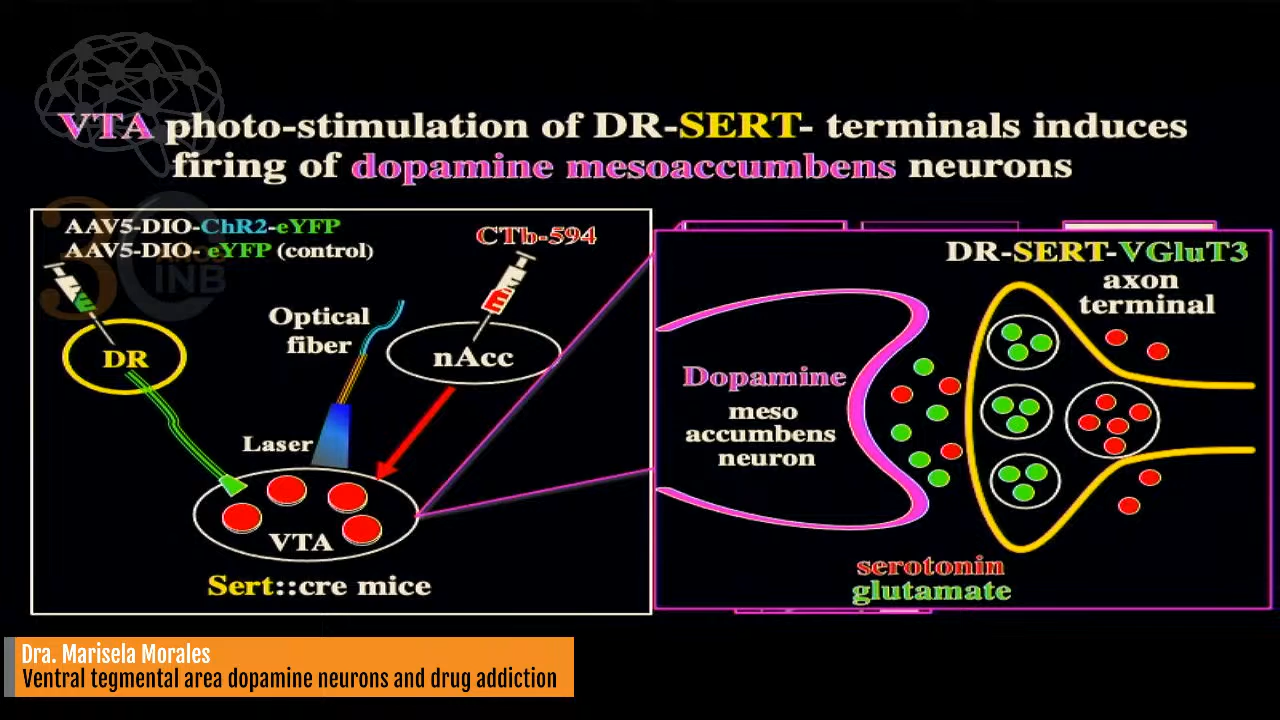 VTA photo-stimulation of DR-SERT- terminals induces
firing of dopamine mesoaccumbens neurons
AAV5-DIO-ChR2-eYFP
AAV5-DIO- eYFP (control)
CTb-594
Optical
fiber
DR
nAcc
Laser
VTA
Sert::cre mice
DR-SERT-VGluT3
axon
terminal
Dopamine
meso
accumbens
neuron
serotonin
glutamate
INB
Dra. Marisela Morales
Ventral tegmental area dopamine neurons and drug addiction